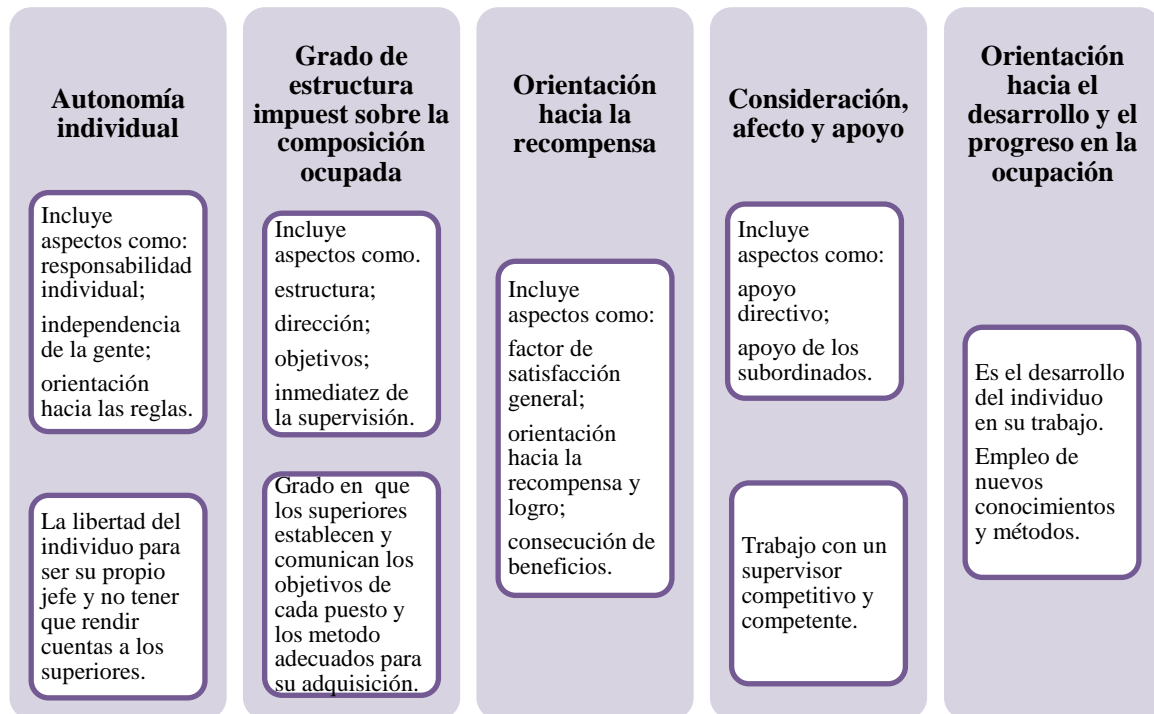 Autonomía
individual
Incluye
aspectos como:
responsabilidad
individual;
independencia
de la gente;
orientación
hacia las reglas.
La libertad del
individuo para
ser su propio
jefe y no tener
que rendir
cuentas a los
superiores.
Grado de
estructura
impuest sobre la
composición
ocupada
Incluye
aspectos como.
estructura;
dirección;
objetivos;
inmediatez de
la supervisión.
Grado en que
los superiores
establecen y
comunican los
objetivos de
cada puesto y
los metodo
adecuados para
su adquisición.
Orientación
hacia la
recompensa
Incluye
aspectos como:
factor de
satisfacción
general;
orientación
hacia la
recompensa y
logro;
consecución de
beneficios.
Consideración,
afecto y apoyo
Incluye
aspectos como:
apoyo
directivo;
apoyo de los
subordinados.
Trabajo con un
supervisor
competitivo y
competente.
Orientación
hacia el
desarrollo y el
progreso en la
ocupación
Es el desarrollo
del individuo
en su trabajo.
Empleo de
nuevos
conocimientos
y métodos.